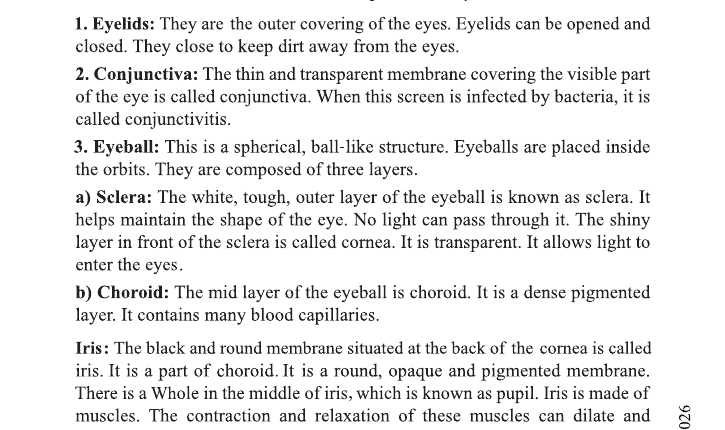 1. Eyelids: They are the outer covering of the eyes. Eyelids can be opened and
closed. They close to keep dirt away from the eyes.
2. Conjunctiva: The thin and transparent membrane covering the visible part
of the eye is called conjunctiva. When this screen is infected by bacteria, it is
called conjunctivitis.
3. Eyeball: This is a spherical, ball-like structure. Eyeballs are placed inside
the orbits. They are composed of three layers.
a) Sclera: The white, tough, outer layer of the eyeball is known as sclera. It
helps maintain the shape of the eye. No light can pass through it. The shiny
layer in front of the sclera is called cornea. It is transparent. It allows light to
enter the eyes.
b) Choroid: The mid layer of the eyeball is choroid. It is a dense pigmented
layer. It contains many blood capillaries.
Iris: The black and round membrane situated at the back of the cornea is called
iris. It is a part of choroid. It is a round, opaque and pigmented membrane.
There is a Whole in the middle of iris, which is known as pupil. Iris is made of
muscles. The contraction and relaxation of these muscles can dilate and
026